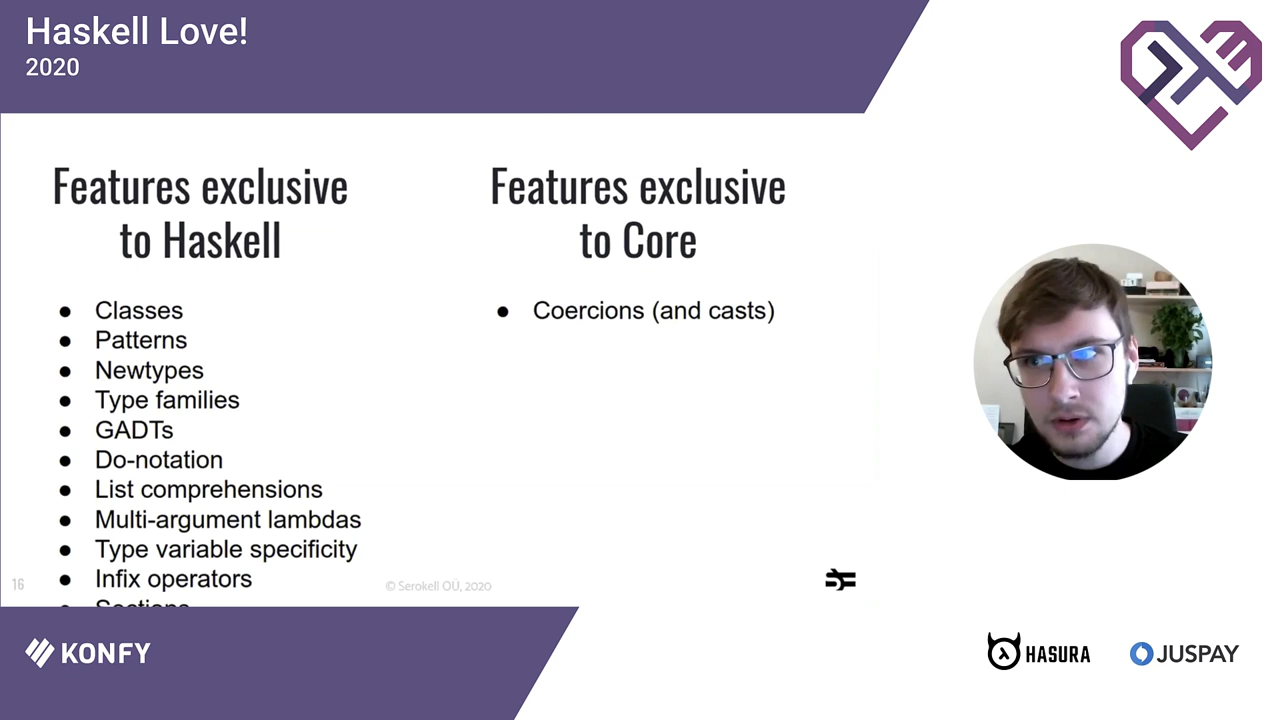 Haskell Love!
2020
Features exclusive
to Haskell
● Classes
● Patterns
● Newtypes
● Type families
● GADTs
● Do-notation
● List comprehensions
● Multi-argument lambdas
● Type variable specificity
● Infix operators
● Sections
Features exclusive
to Core
● Coercions (and casts)
16
© Serokell OÜ, 2020
KONFY
HASURA
JUSPAY